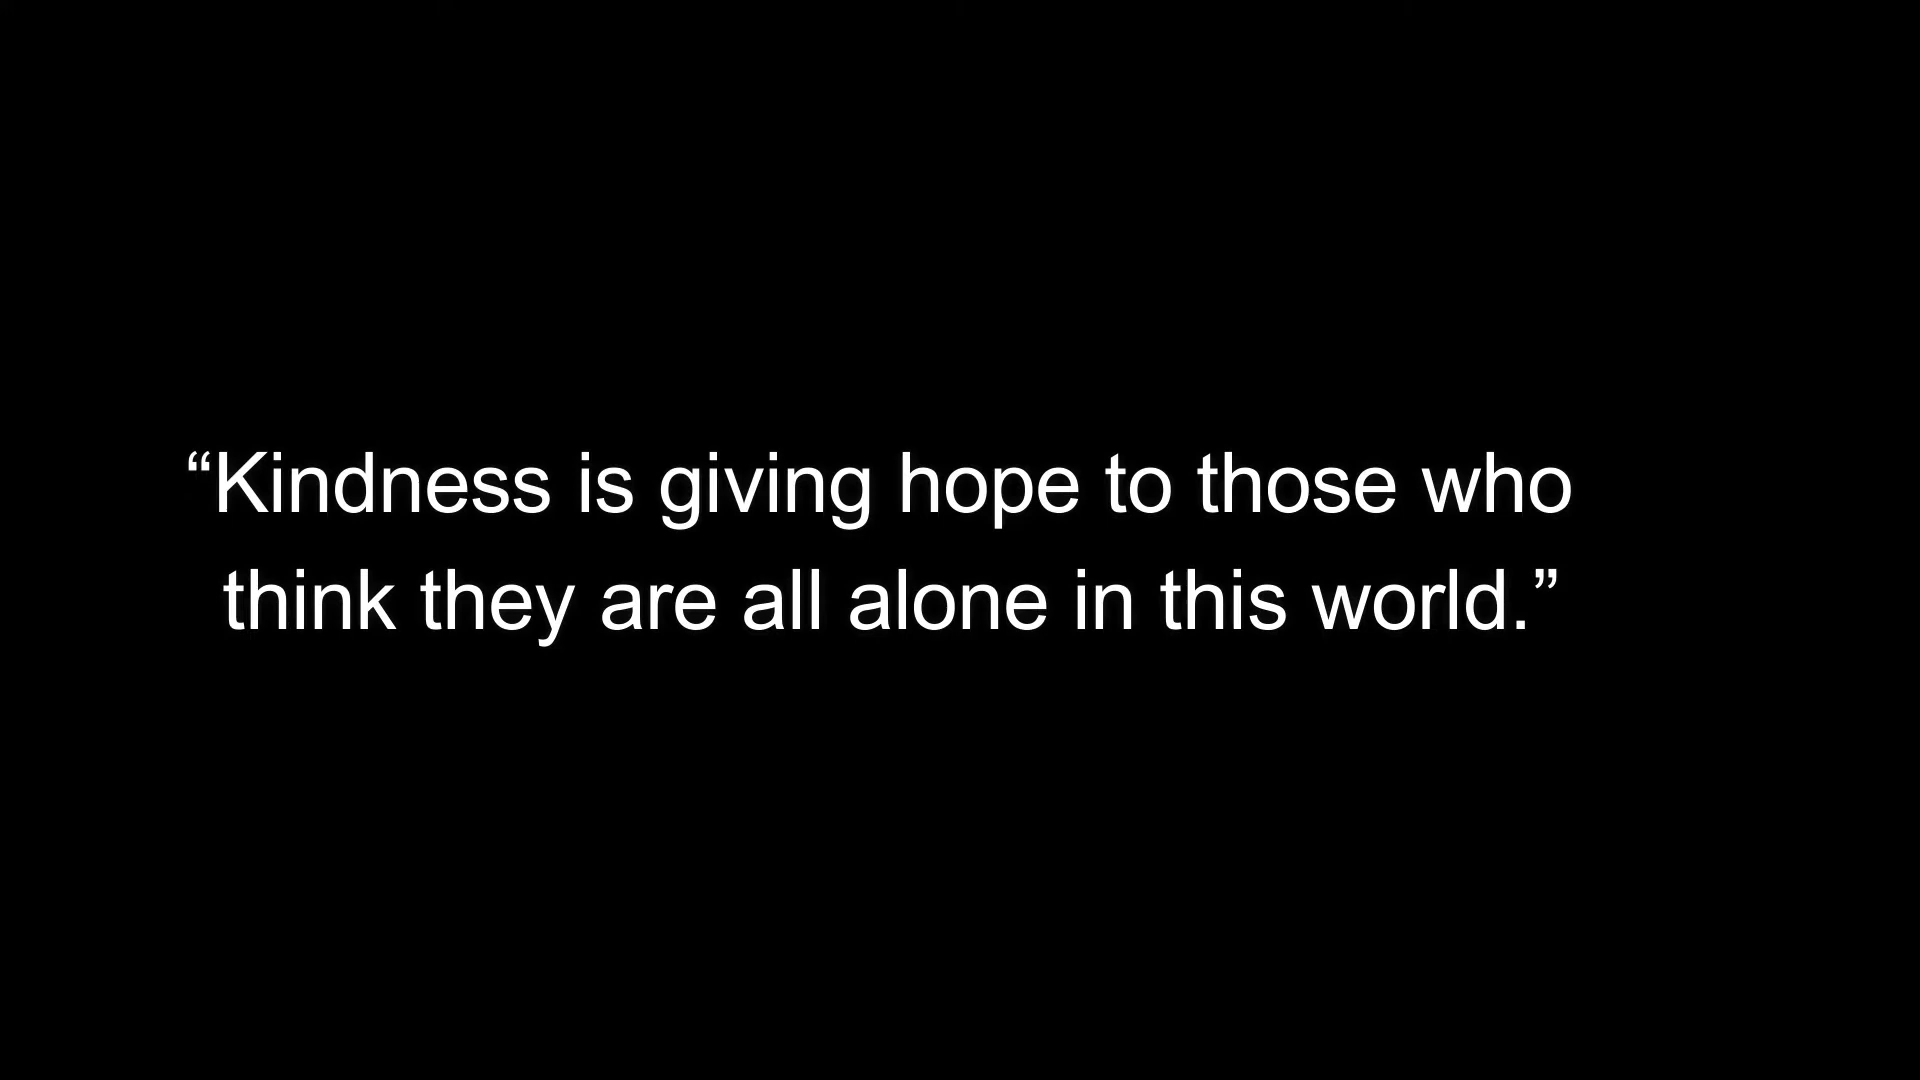 “Kindness is giving hope to those who
think they are all alone in this world.”